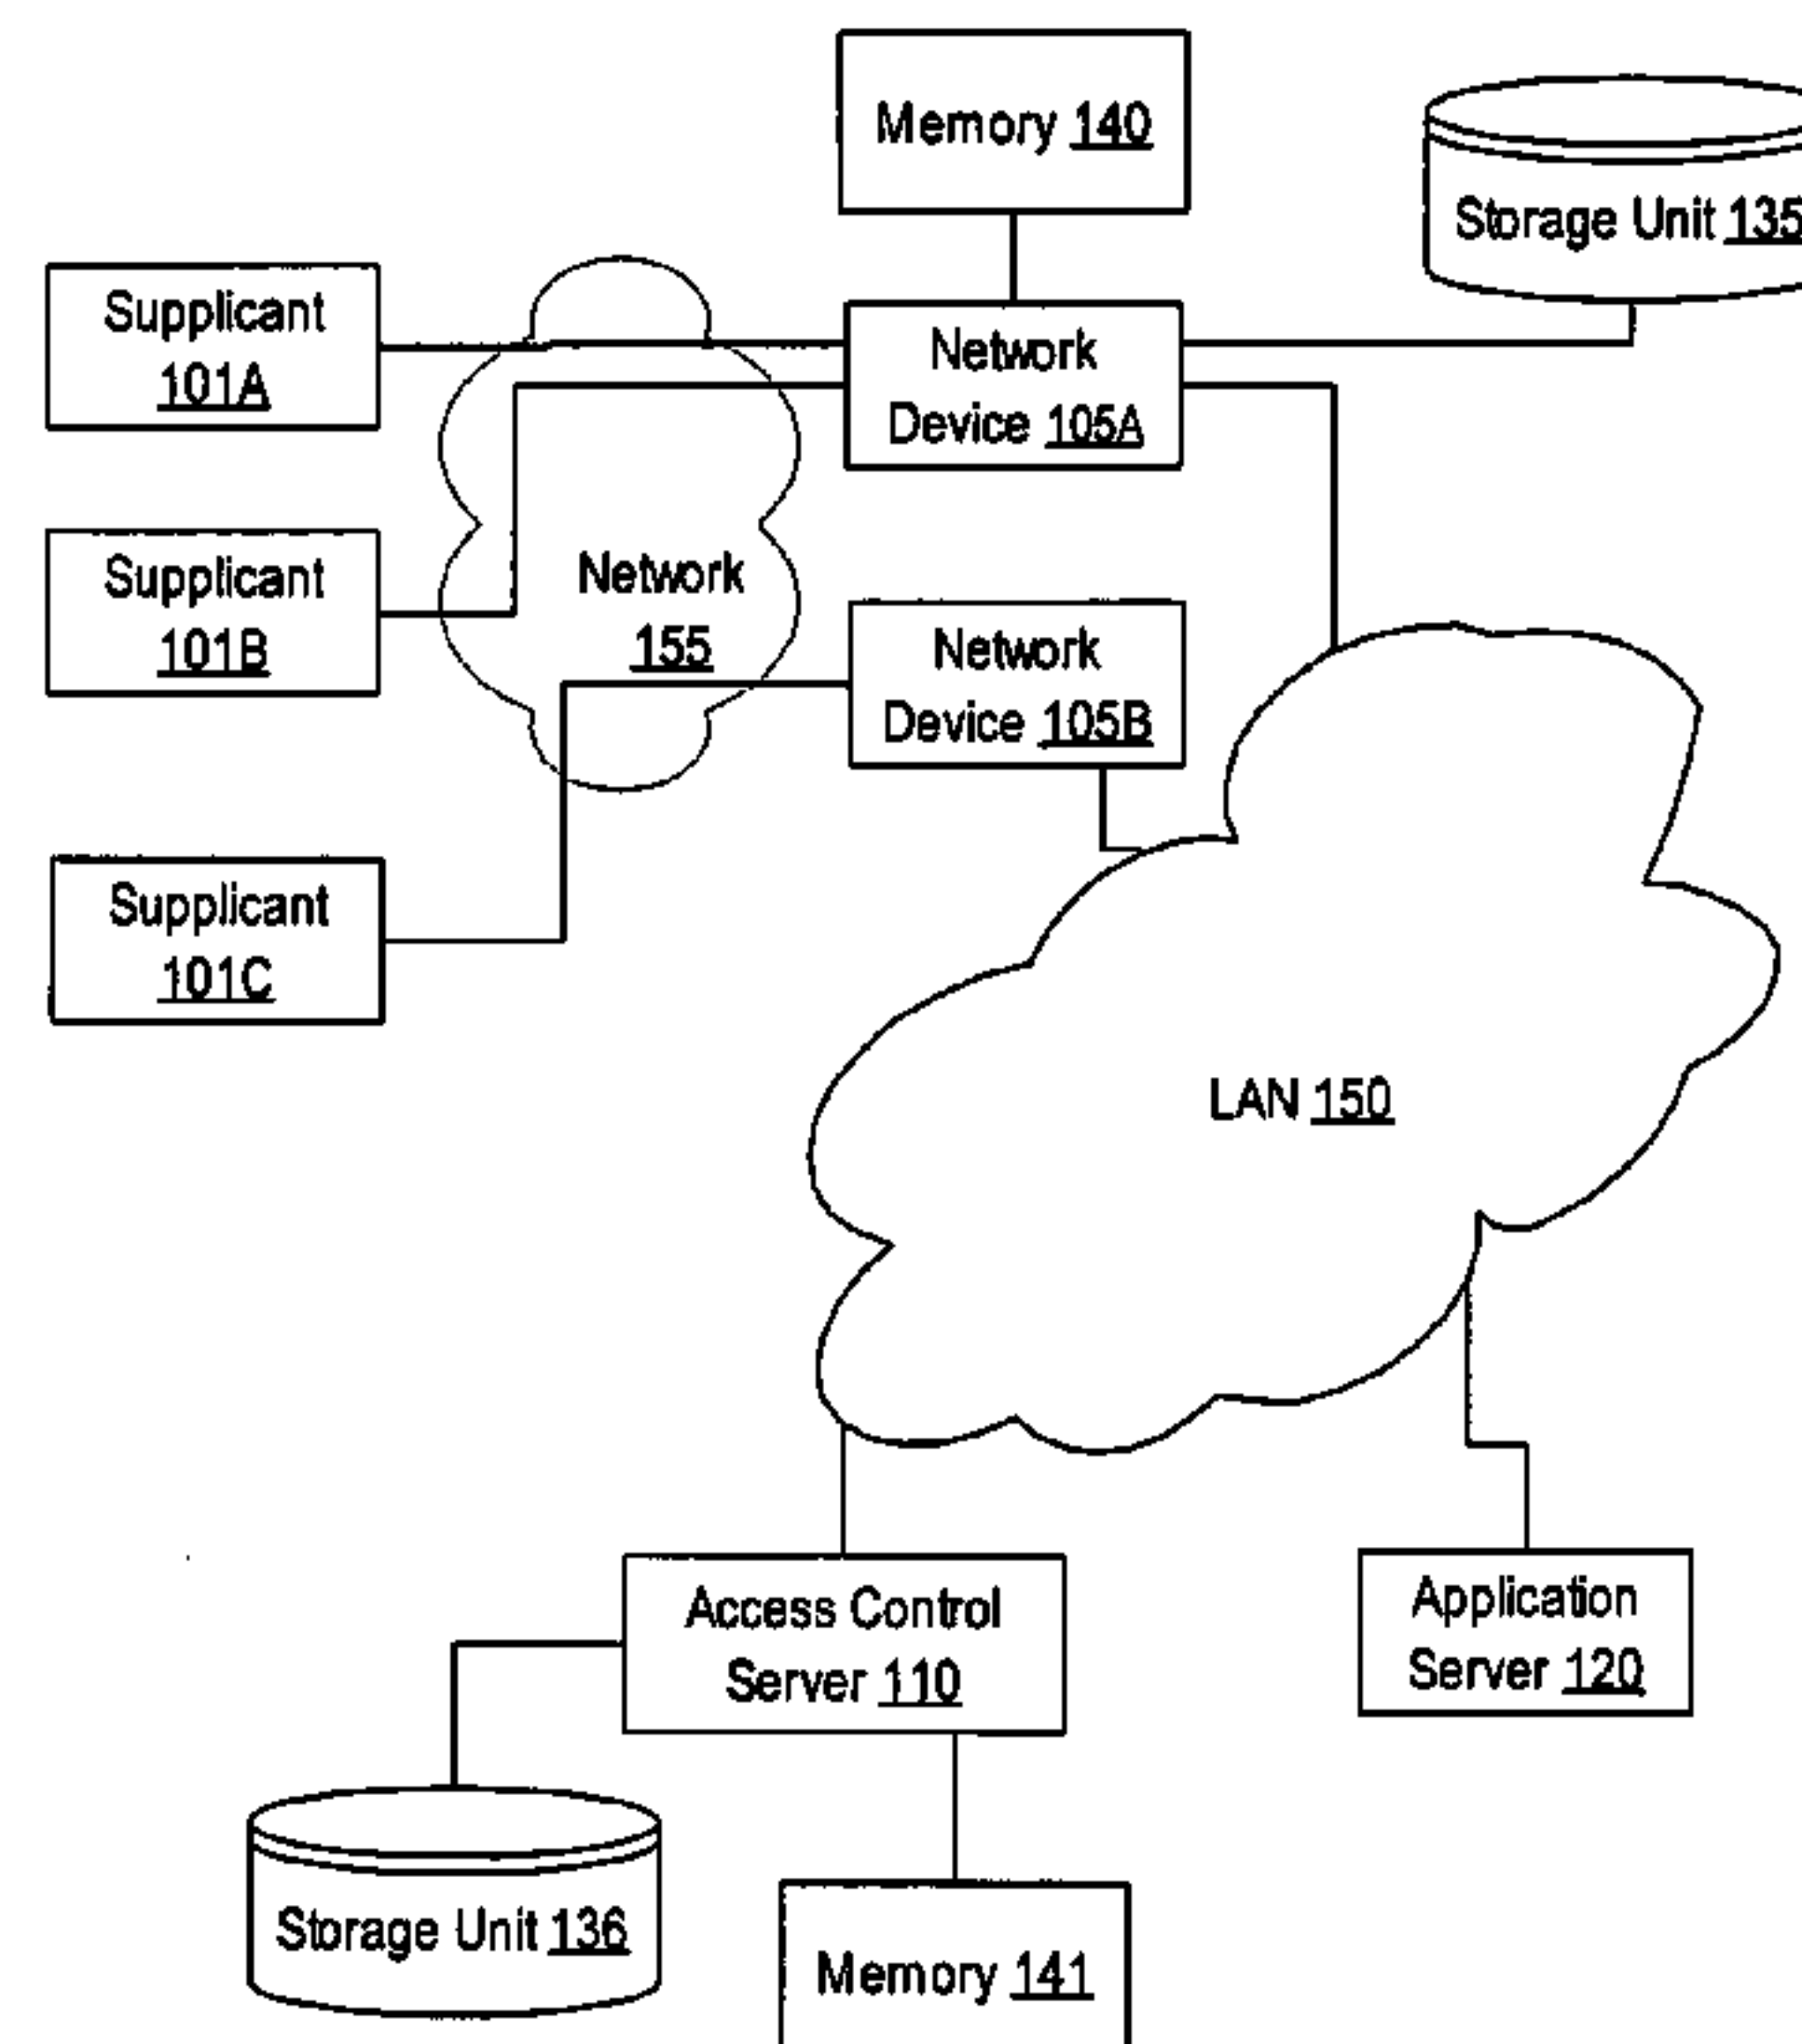 Memory 140
Storage Unit 135
Supplicant
101A
Network
Device 105A
Supplicant
101B
Network
155
Network
Device 105B
Supplicant
101C
LAN 150
Access Control
Server 110
Application
Server 120
Storage Unit 136
Memory 141